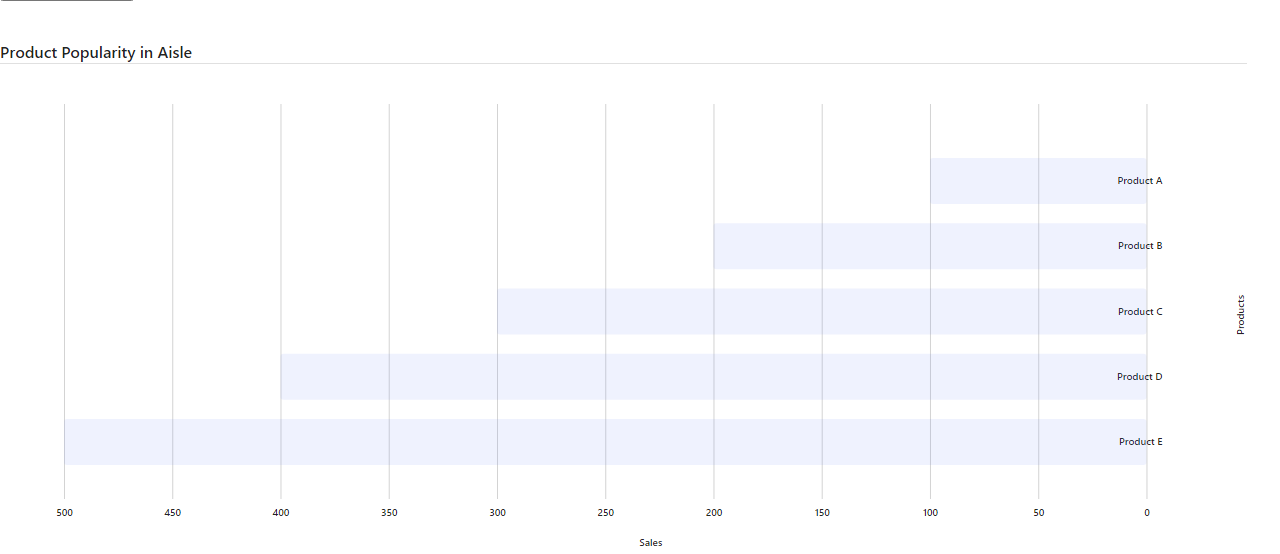 Product Popularity in Aisle
Product A
Product B
Product C
Product D
Product E
Products
500 450 400 350 300 250 200 150 100 50 0
Sales